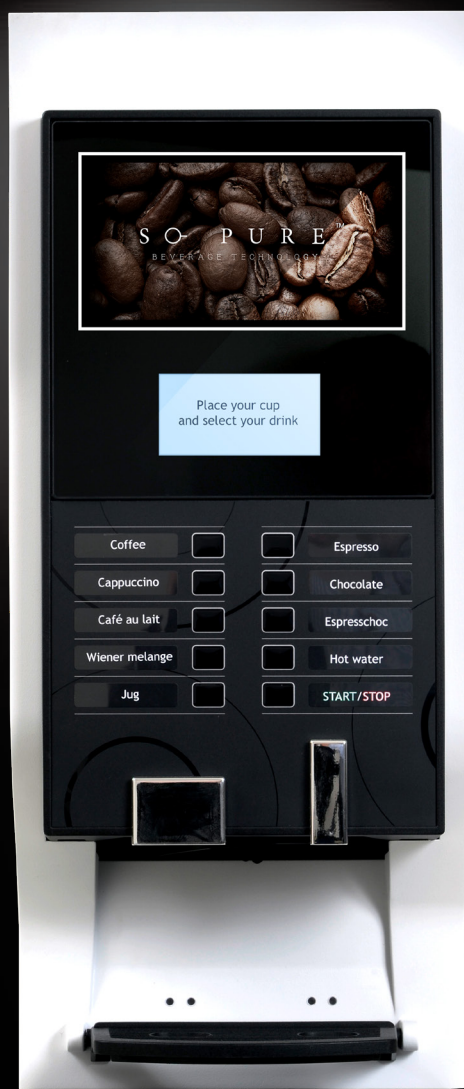 SO PURE™
BEVERAGE TECHNOLOGY
Place your cup
and select your drink
Coffee
Espresso
Cappuccino
Chocolate
Café au lait
Espresschoc
Wiener melange
Hot water
Jug
START/STOP